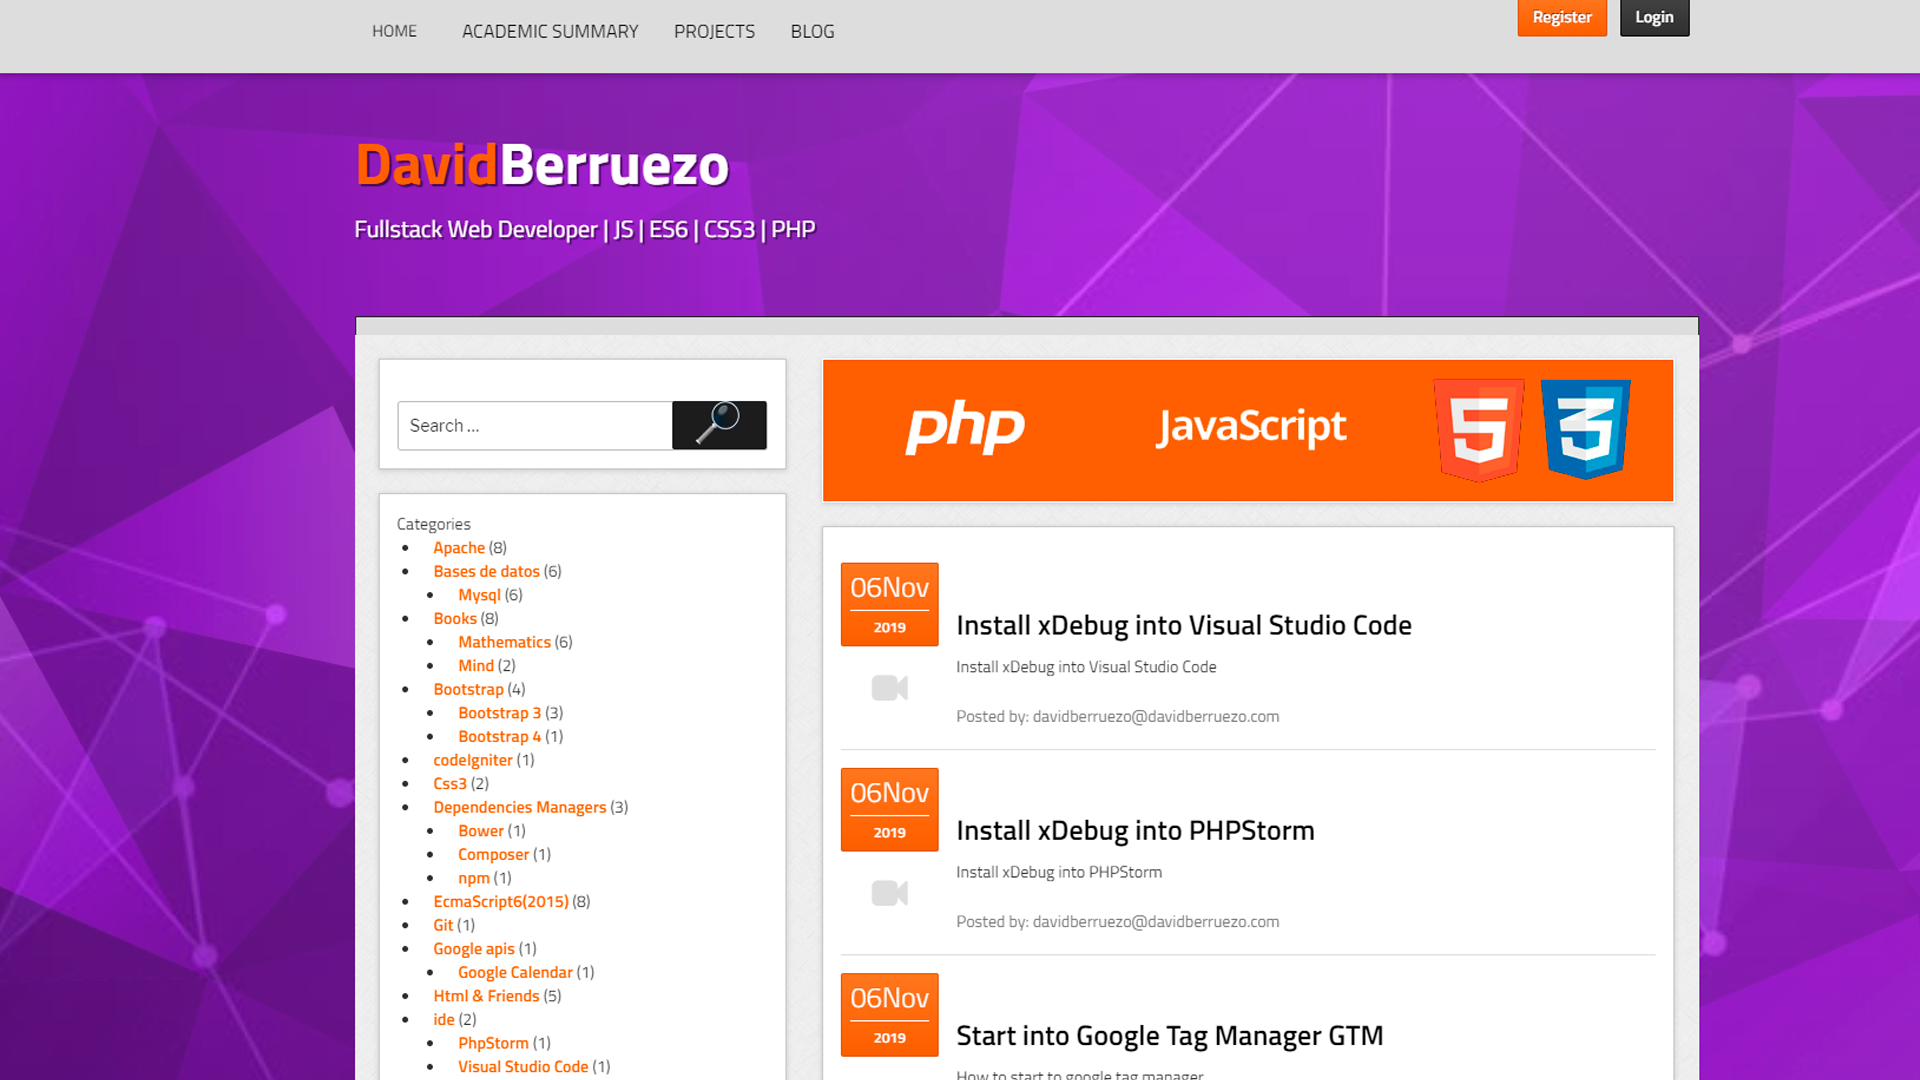 HOME ACADEMIC SUMMARY PROJECTS BLOG
Register Login
DavidBerruezo
Fullstack Web Developer | JS | ES6 | CSS3 | PHP
Search ...
Categories
Apache (8)
Bases de datos (6)
Mysql (6)
Books (8)
Mathematics (6)
Mind (2)
Bootstrap (4)
Bootstrap 3 (3)
Bootstrap 4 (1)
codeIgniter (1)
Css3 (2)
Dependencies Managers (3)
Bower (1)
Composer (1)
npm (1)
EcmaScript6(2015) (8)
Git (1)
Google apis (1)
Google Calendar (1)
Html & Friends (5)
ide (2)
PhpStorm (1)
Visual Studio Code (1)
php JavaScript 5 3
06Nov
2019
Install xDebug into Visual Studio Code
Install xDebug into Visual Studio Code
Posted by: davidberruezo@davidberruezo.com
06Nov
2019
Install xDebug into PHPStorm
Install xDebug into PHPStorm
Posted by: davidberruezo@davidberruezo.com
06Nov
2019
Start into Google Tag Manager GTM
How to start to google tag manager